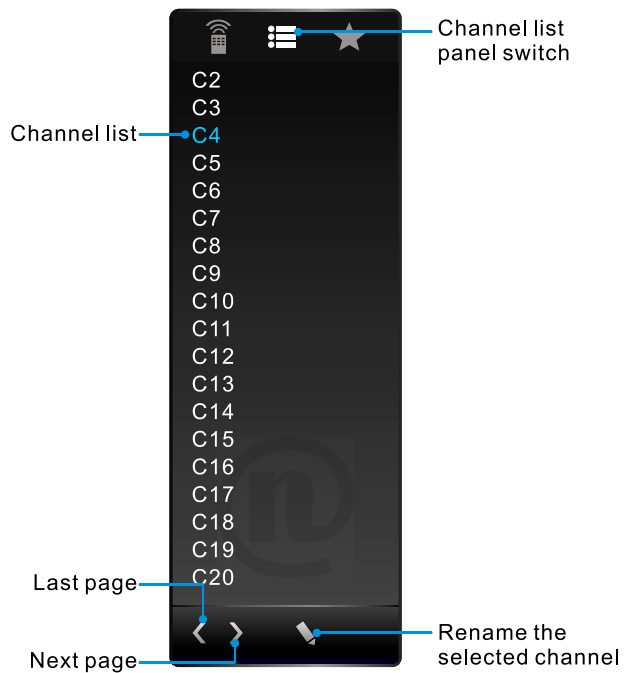 Channel list
panel switch
C2
C3
Channel list
C4
C5
C6
C7
C8
C9
C10
C11
C12
C13
C14
C15
C16
C17
C18
C19
C20
n
Last page
Next page
Rename the
selected channel